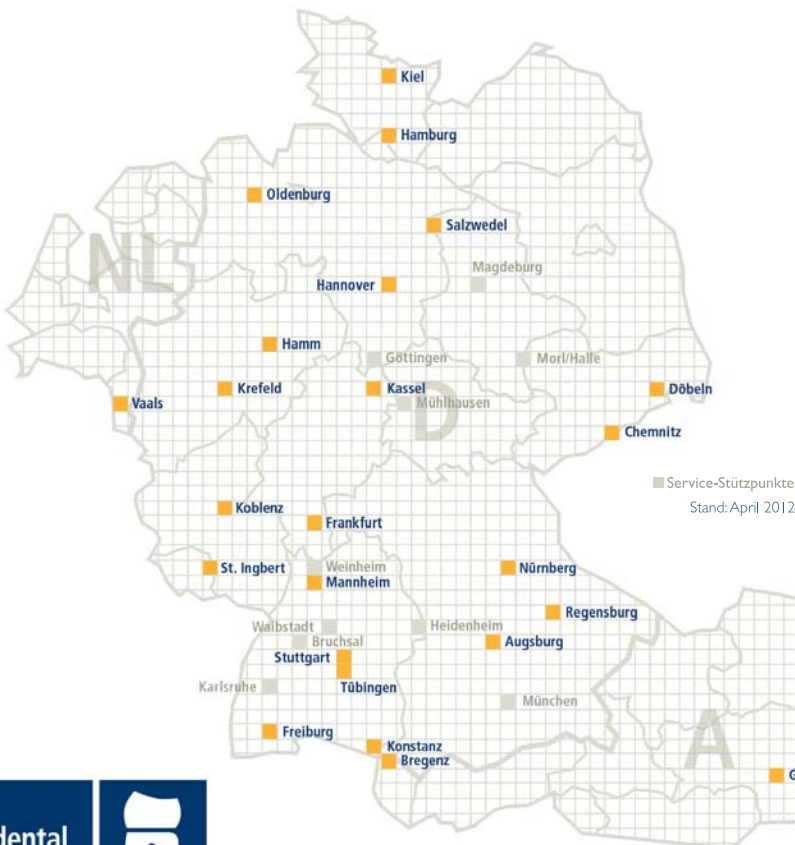 Kiel
Hamburg
Oldenburg
Salzwedel
NL
Magdeburg
Hannover
Hamm
Göttingen
Morl/Halle
Krefeld
Kassel
Döbeln
Vaals
D
Mühlhausen
Chemnitz
Service-Stützpunkte
Stand: April 2012
Koblenz
Frankfurt
St. Ingbert
Weinheim
Nürnberg
Mannheim
Regensburg
Waibstadt
Heidenheim
Bruchsal
Augsburg
Stuttgart
Karlsruhe
Tübingen
München
Freiburg
A
Konstanz
Bregenz
G
dental